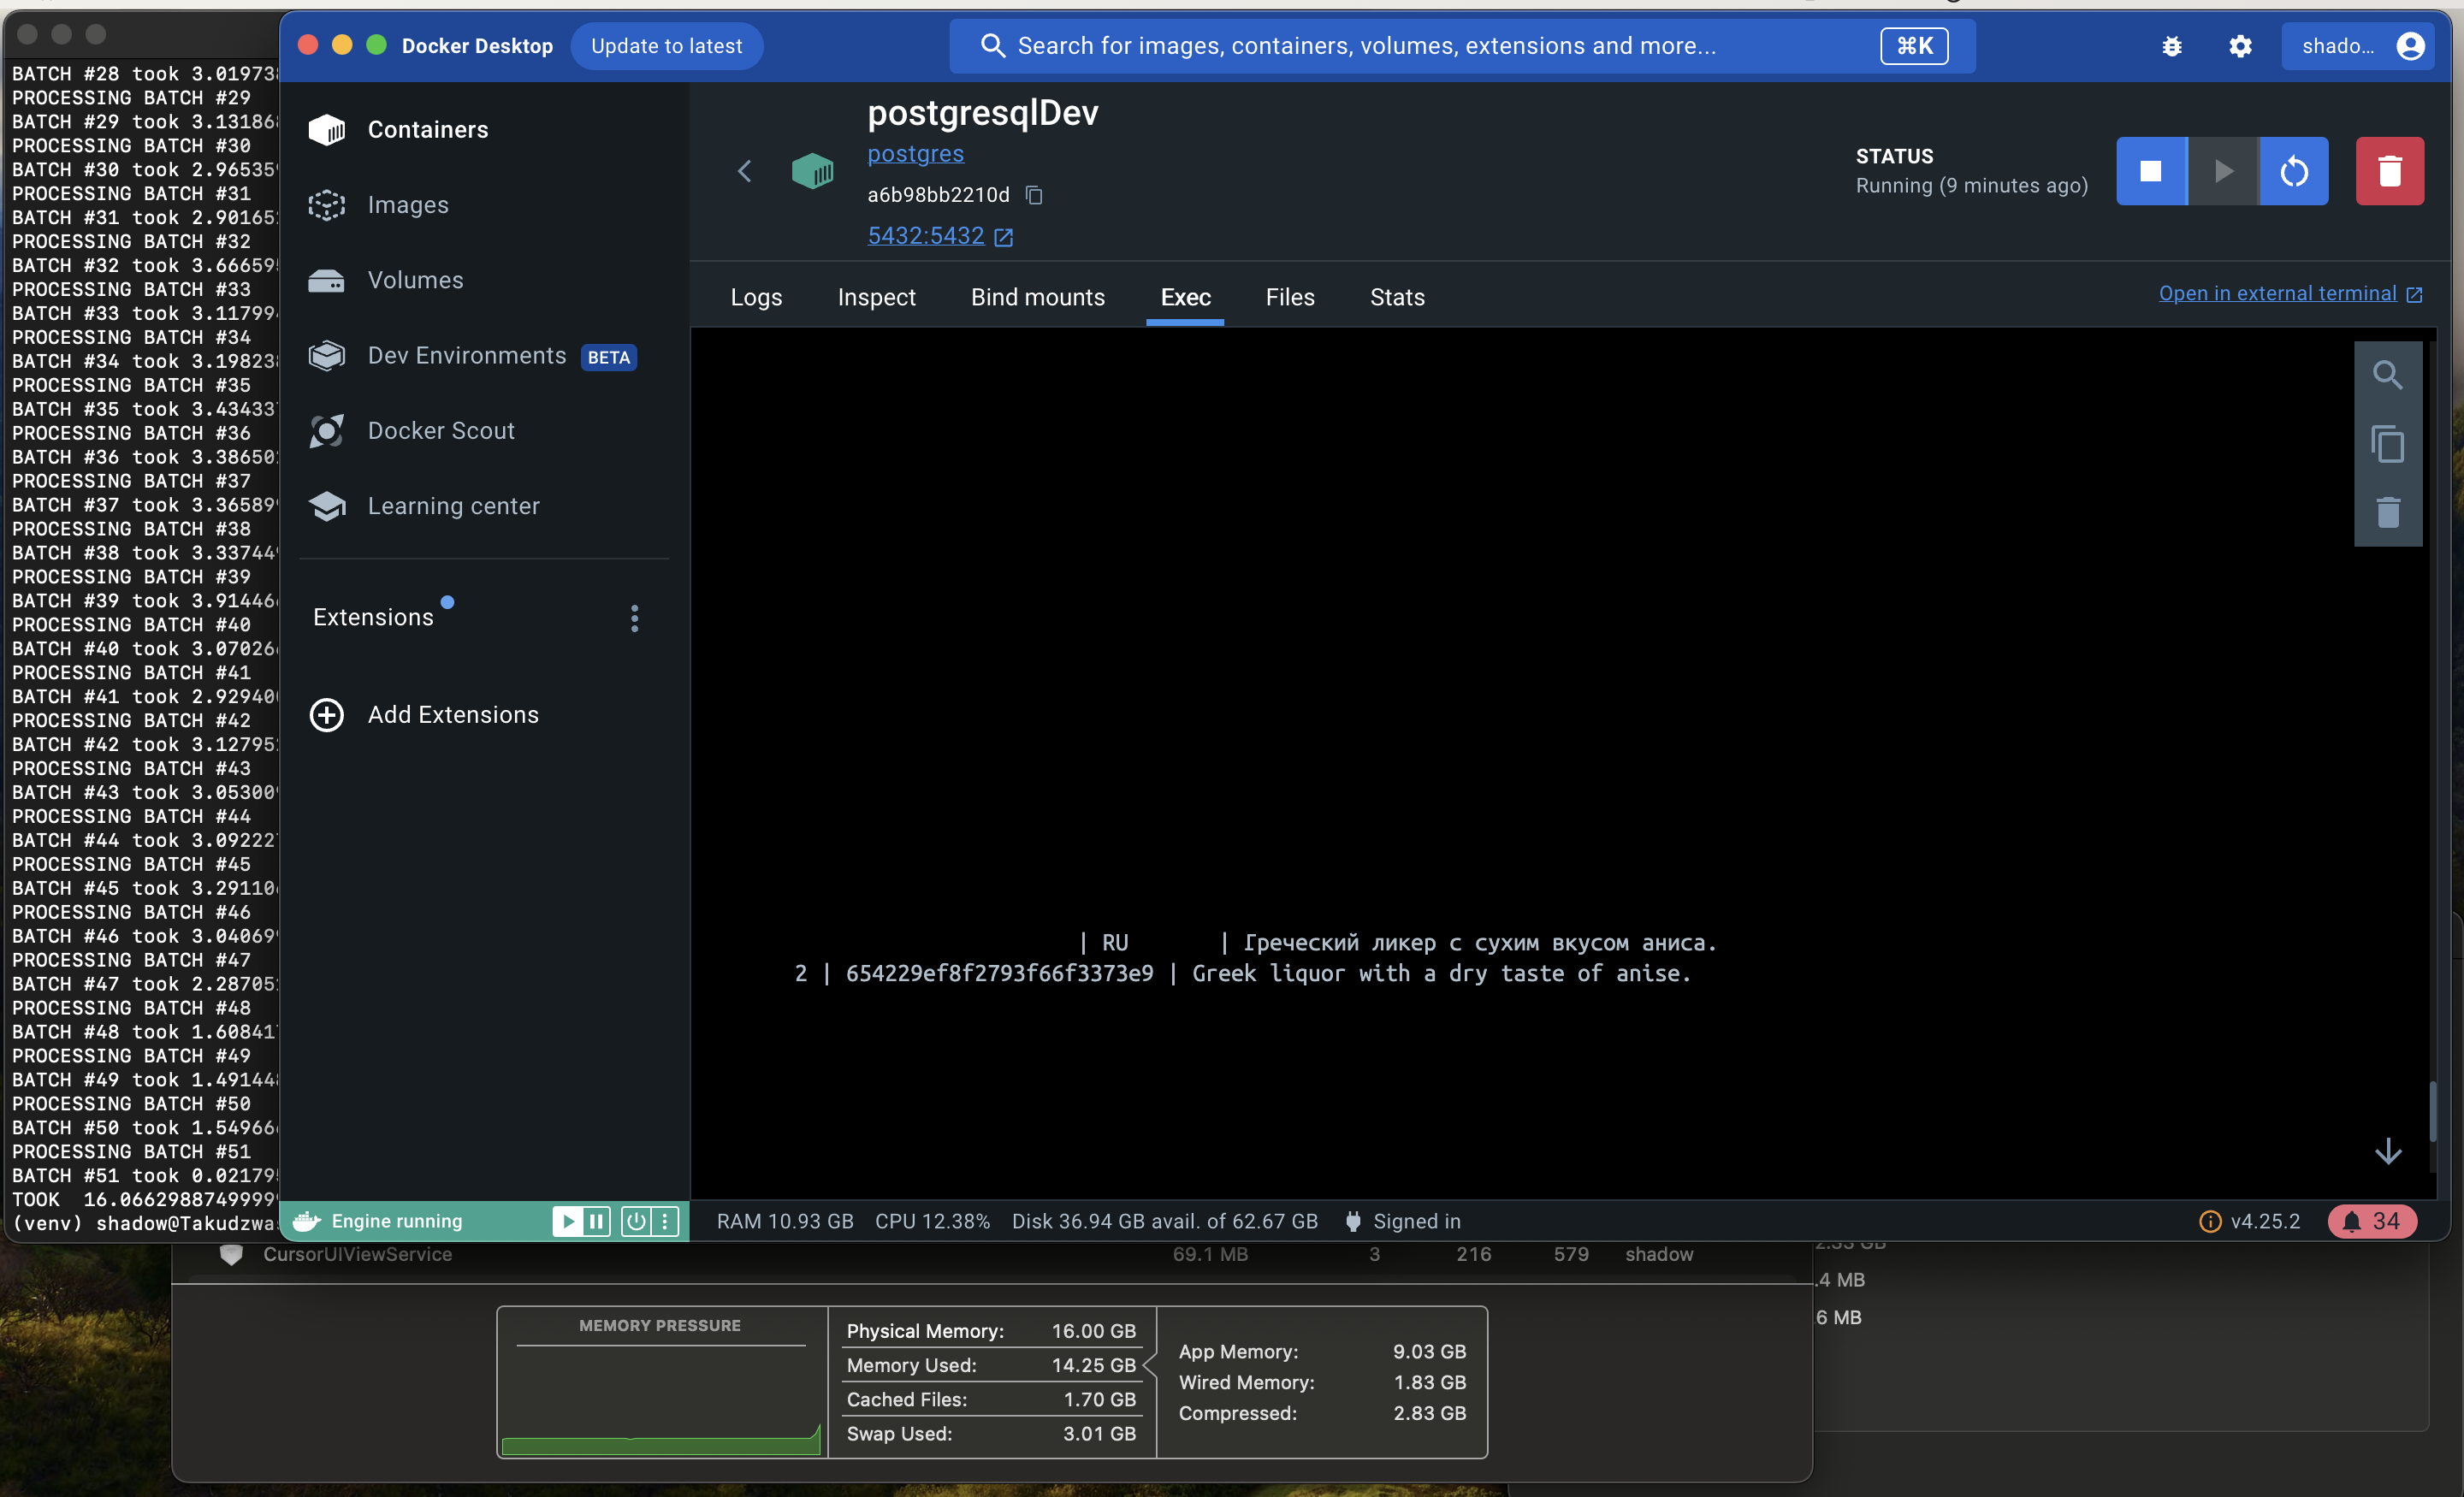 BATCH #28 took 3.01973
PROCESSING BATCH #29
BATCH #29 took 3.13186
PROCESSING BATCH #30
BATCH #30 took 2.96535
PROCESSING BATCH #31
BATCH #31 took 2.90165
PROCESSING BATCH #32
BATCH #32 took 3.66659
PROCESSING BATCH #33
BATCH #33 took 3.11799
PROCESSING BATCH #34
BATCH #34 took 3.19823
PROCESSING BATCH #35
BATCH #35 took 3.43433
PROCESSING BATCH #36
BATCH #36 took 3.38650
PROCESSING BATCH #37
BATCH #37 took 3.36589
PROCESSING BATCH #38
BATCH #38 took 3.33744
PROCESSING BATCH #39
BATCH #39 took 3.91446
PROCESSING BATCH #40
BATCH #40 took 3.07026
PROCESSING BATCH #41
BATCH #41 took 2.92940
PROCESSING BATCH #42
BATCH #42 took 3.12795
PROCESSING BATCH #43
BATCH #43 took 3.05300
PROCESSING BATCH #44
BATCH #44 took 3.09222
PROCESSING BATCH #45
BATCH #45 took 3.29110
PROCESSING BATCH #46
BATCH #46 took 3.04069
PROCESSING BATCH #47
BATCH #47 took 2.28705
PROCESSING BATCH #48
BATCH #48 took 1.60841
PROCESSING BATCH #49
BATCH #49 took 1.49144
PROCESSING BATCH #50
BATCH #50 took 1.54966
PROCESSING BATCH #51
BATCH #51 took 0.02179
TOOK 16.0662988749999
(venv) shadow@Takudzwa
Docker Desktop
Update to latest
Search for images, containers, volumes, extensions and more...
⌘K
shado...
Containers
Images
Volumes
Dev Environments BETA
Docker Scout
Learning center
Extensions
Add Extensions
postgresqlDev
postgres
a6b98bb2210d
5432:5432
STATUS
Running (9 minutes ago)
Logs Inspect Bind mounts Exec Files Stats
Open in external terminal
| RU | Греческий ликер с сухим вкусом аниса.
2 | 654229ef8f2793f66f3373e9 | Greek liquor with a dry taste of anise.
Engine running
RAM 10.93 GB CPU 12.38% Disk 36.94 GB avail. of 62.67 GB Signed in
v4.25.2
34
CursorUIViewService 69.1 MB 3 216 579 shadow
.4 MB
6 MB
MEMORY PRESSURE
Physical Memory: 16.00 GB
Memory Used: 14.25 GB
Cached Files: 1.70 GB
Swap Used: 3.01 GB
App Memory: 9.03 GB
Wired Memory: 1.83 GB
Compressed: 2.83 GB